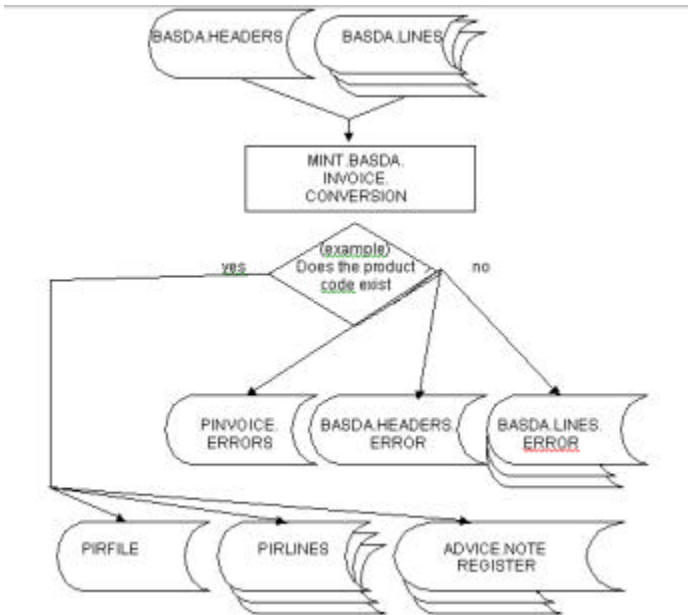 BASDA.HEADERS
BASDA.LINES
MINT.BASDA.
INVOICE.
CONVERSION
(example)
Does the product
code exist
yes
no
PINVOICE.
ERRORS
BASDA.HEADERS.
ERROR
BASDA.LINES.
ERROR
PIRFILE
PIRLINES
ADVICE.NOTE
REGISTER